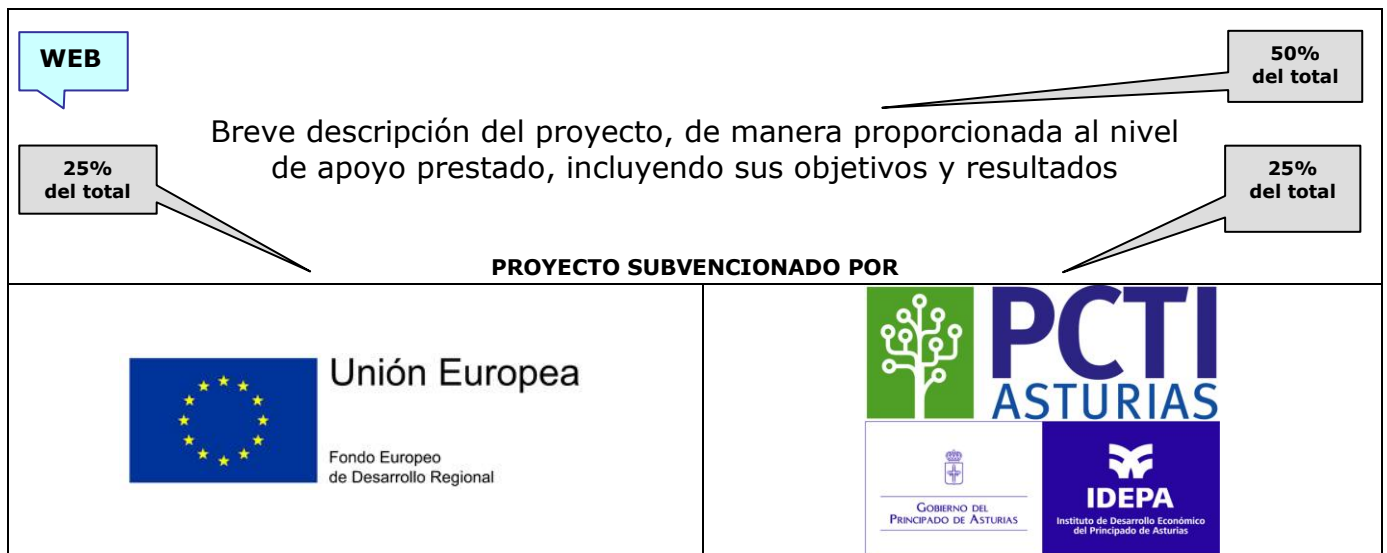 WEB
50%
del total
Breve descripción del proyecto, de manera proporcionada al nivel
de apoyo prestado, incluyendo sus objetivos y resultados
25%
del total
25%
del total
PROYECTO SUBVENCIONADO POR
Unión Europea
Fondo Europeo
de Desarrollo Regional
PCTI
ASTURIAS
GOBIERNO DEL
PRINCIPADO DE ASTURIAS
IDEPA
Instituto de Desarrollo Económico
del Principado de Asturias